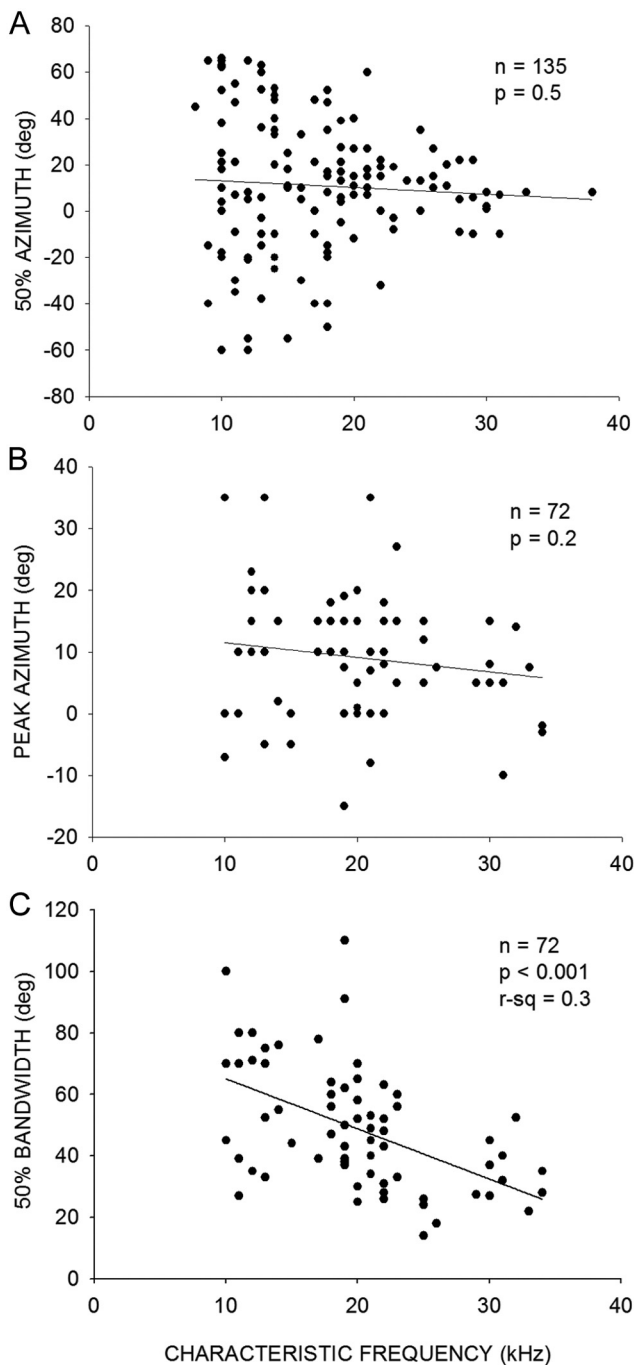 A
80
60
40
20
0
-20
-40
-60
-80
50% AZIMUTH (deg)
n = 135
p = 0.5
0
10
20
30
40
B
40
30
20
10
0
-10
-20
PEAK AZIMUTH (deg)
n = 72
p = 0.2
0
10
20
30
40
C
120
100
80
60
40
20
0
50% BANDWIDTH (deg)
n = 72
p < 0.001
r-sq = 0.3
0
10
20
30
40
CHARACTERISTIC FREQUENCY (kHz)